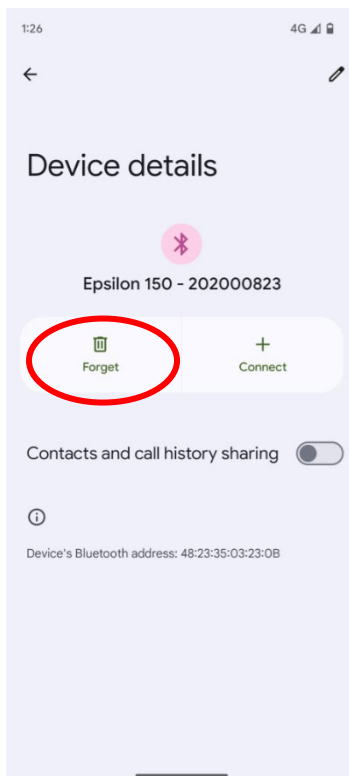 1:26 4G
Device details
Epsilon 150 - 202000823
Forget Connect
Contacts and call history sharing
Device's Bluetooth address: 48:23:35:03:23:0B